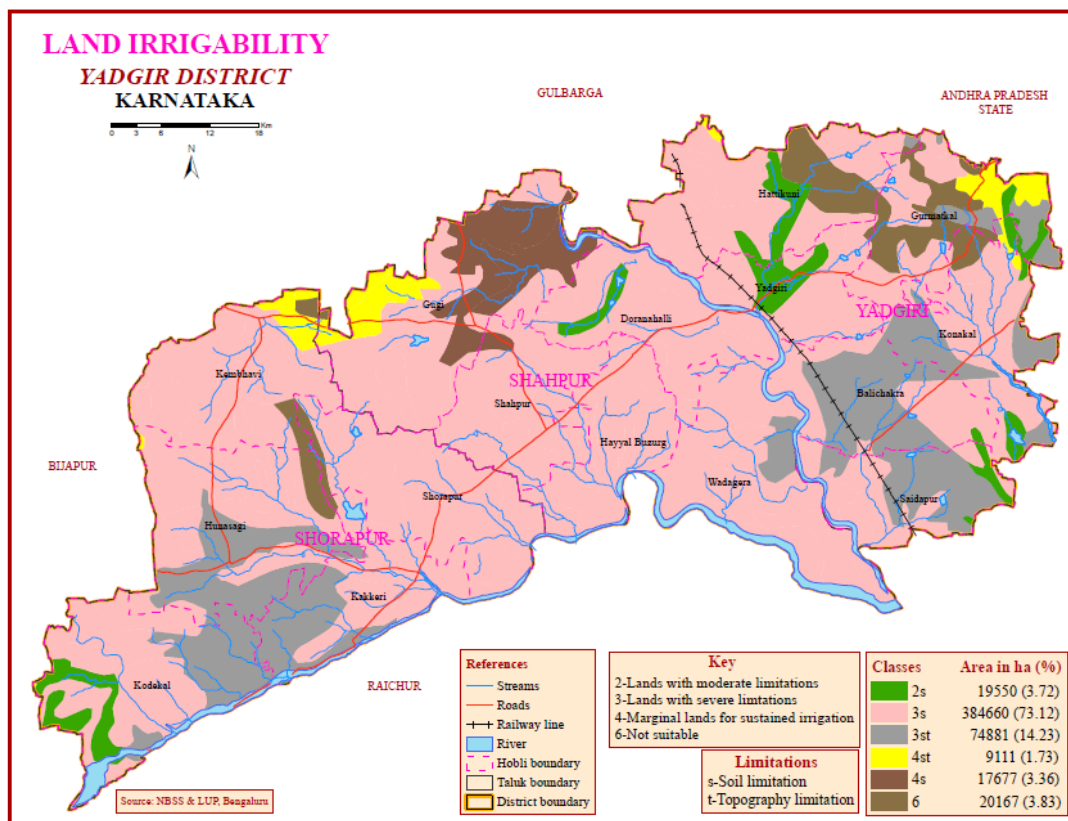 LAND IRRIGABILITY
YADGIR DISTRICT
KARNATAKA
Km
0 3 6 12 18
N
GULBARGA
ANDHRA PRADESH
STATE
Hattikuni
Gurmatkal
Yadgiri
Gugi
Doranahalli
YADGIRI
Konakal
Kembhavi
SHAHPUR
Balichakra
Shahpur
Hayyal Buzurg
BIJAPUR
Wadagera
Shorapur
Saidapur
Hunasagi
SHORAPUR
Kakkeri
Kodekal
RAICHUR
References
Streams
Roads
Railway line
River
Hobli boundary
Taluk boundary
District boundary
Key
2-Lands with moderate limitations
3-Lands with severe limtations
4-Marginal lands for sustained irrigation
6-Not suitable
Limitations
s-Soil limitation
t-Topography limitation
Classes Area in ha (%)
2s 19550 (3.72)
3s 384660 (73.12)
3st 74881 (14.23)
4st 9111 (1.73)
4s 17677 (3.36)
6 20167 (3.83)
Source: NBSS & LUP, Bengaluru